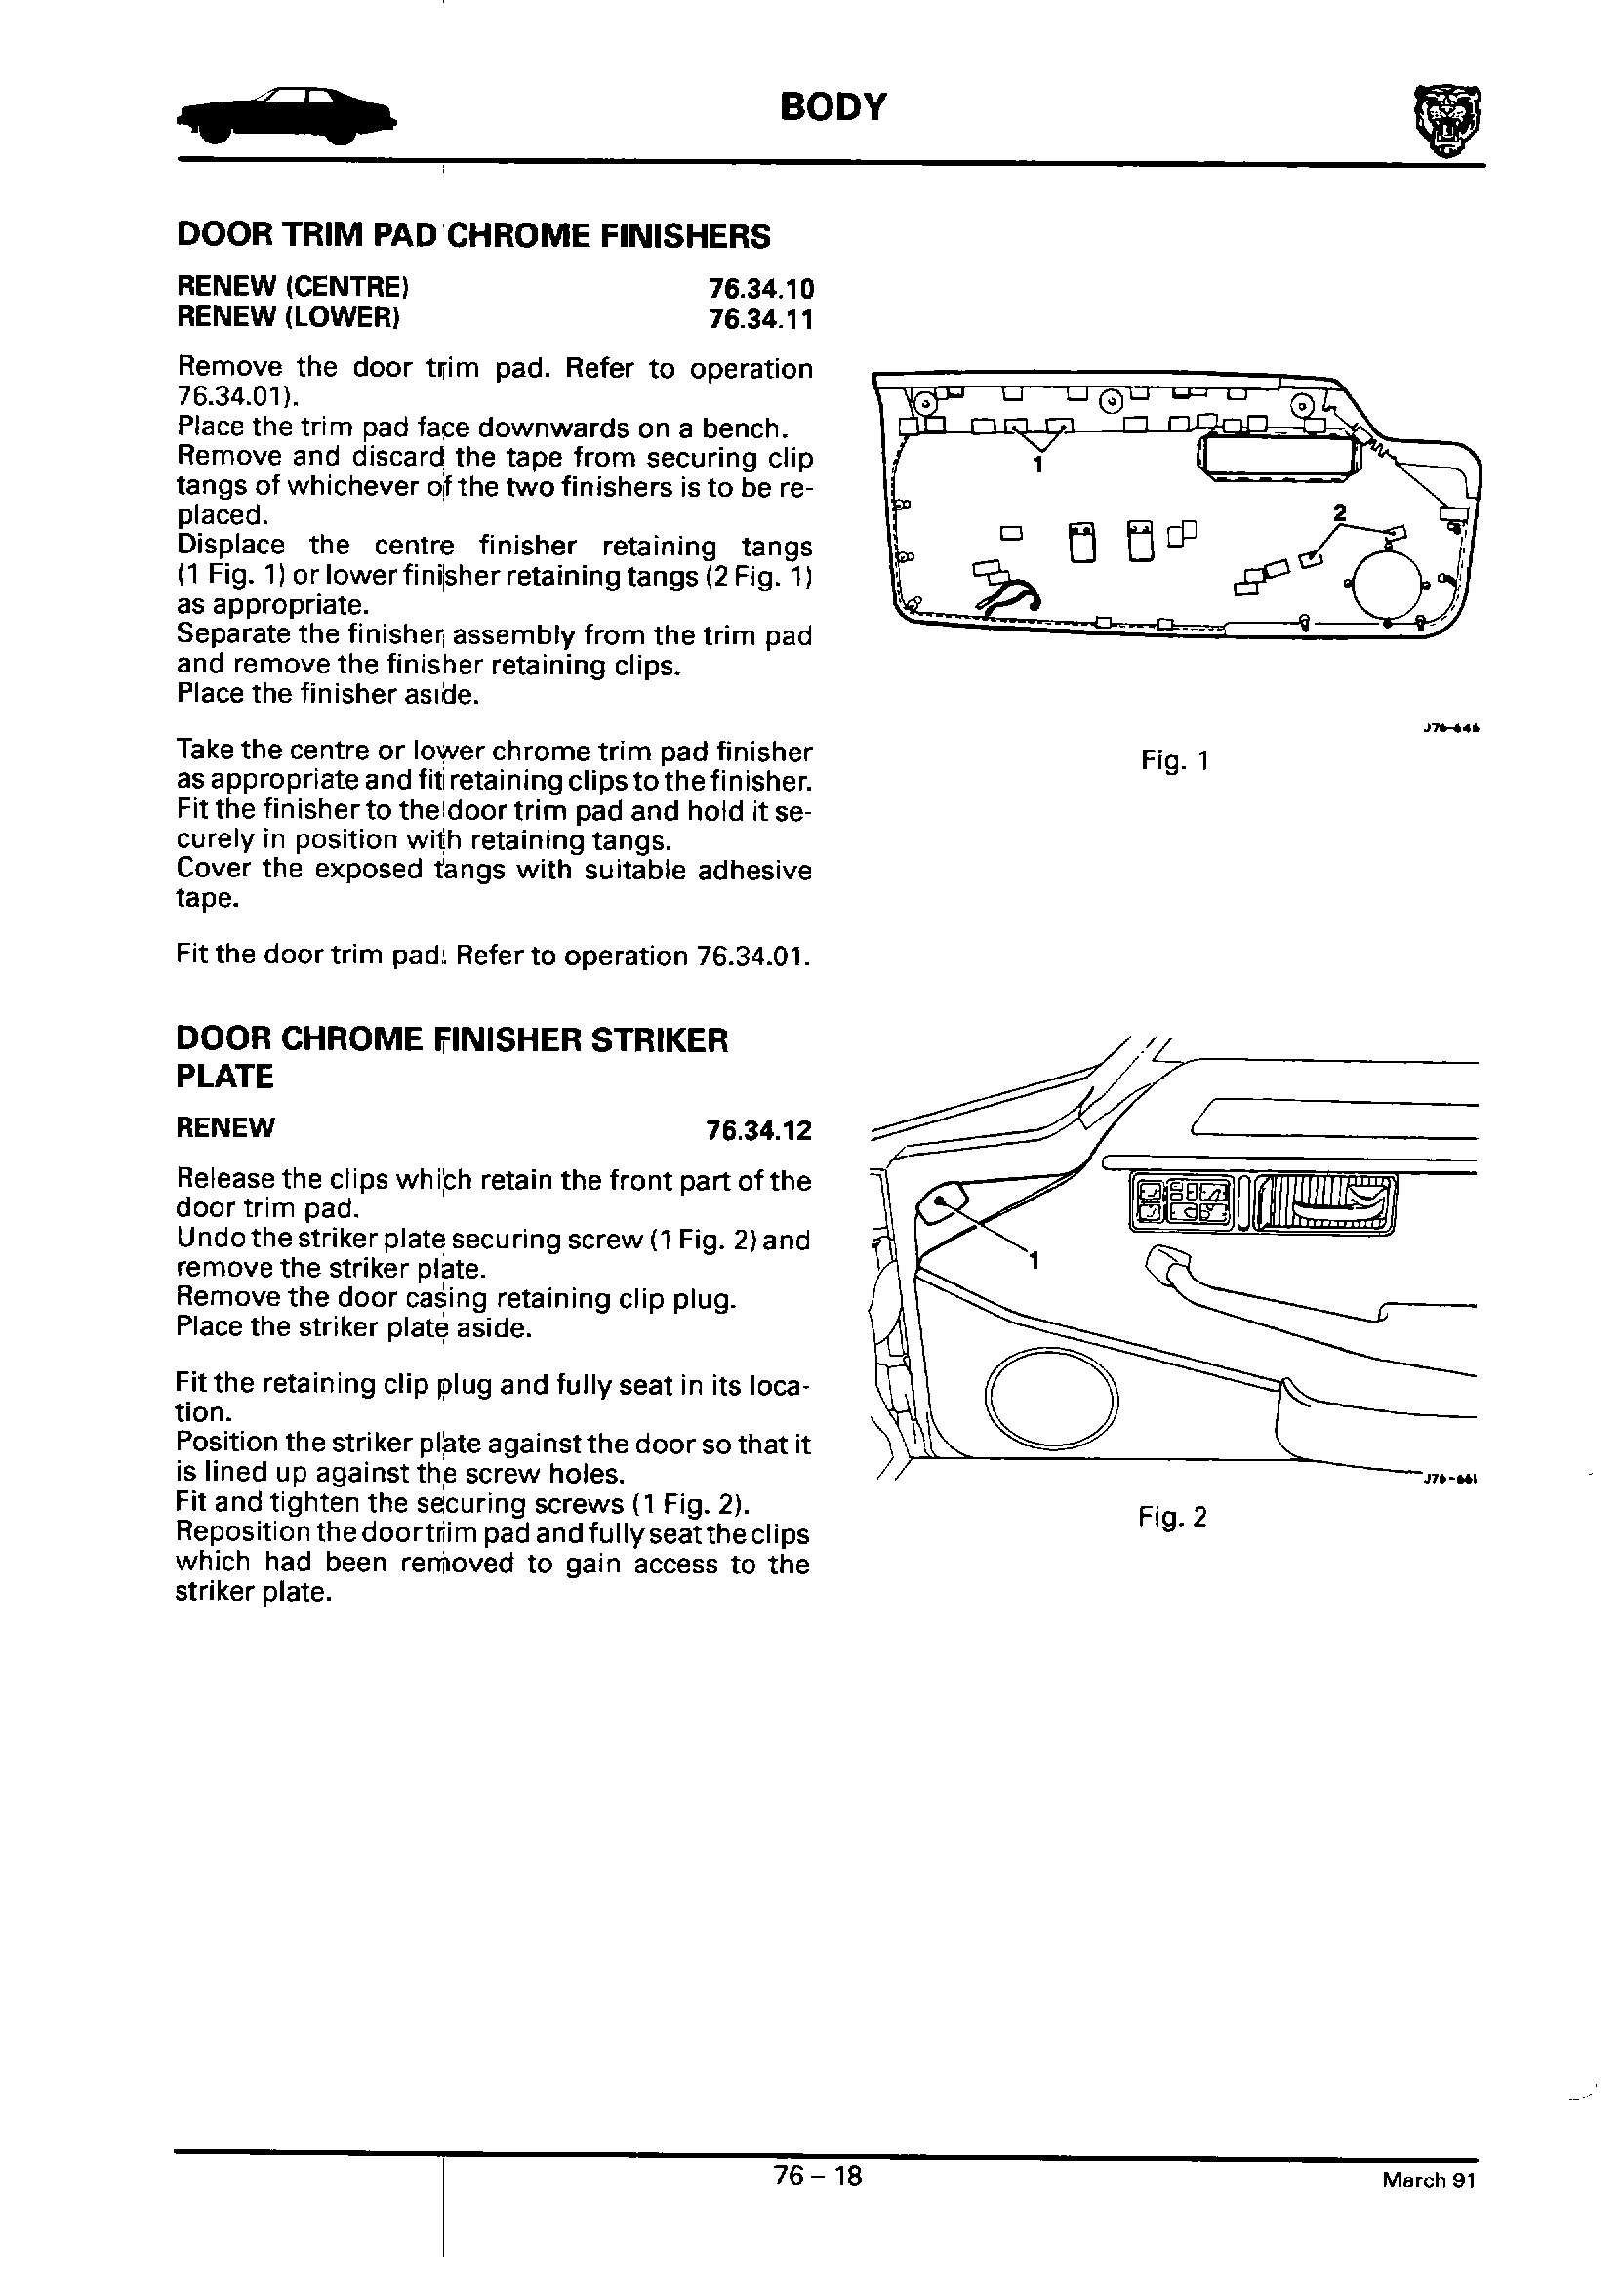 BODY
DOOR TRIM PAD CHROME FINISHERS
RENEW (CENTRE) 76.34.10
RENEW (LOWER) 76.34.11
Remove the door trim pad. Refer to operation
76.34.01).
Place the trim pad face downwards on a bench.
Remove and discard the tape from securing clip
tangs of whichever of the two finishers is to be re-
placed.
Displace the centre finisher retaining tangs
(1 Fig. 1) or lower finisher retaining tangs (2 Fig. 1)
as appropriate.
Separate the finisher assembly from the trim pad
and remove the finisher retaining clips.
Place the finisher aside.
Take the centre or lower chrome trim pad finisher
as appropriate and fit retaining clips to the finisher.
Fit the finisher to the door trim pad and hold it se-
curely in position with retaining tangs.
Cover the exposed tangs with suitable adhesive
tape.
Fit the door trim pad. Refer to operation 76.34.01.
1
2
Fig. 1
DOOR CHROME FINISHER STRIKER
PLATE
RENEW 76.34.12
Release the clips which retain the front part of the
door trim pad.
Undo the striker plate securing screw (1 Fig. 2) and
remove the striker plate.
Remove the door casing retaining clip plug.
Place the striker plate aside.
Fit the retaining clip plug and fully seat in its loca-
tion.
Position the striker plate against the door so that it
is lined up against the screw holes.
Fit and tighten the securing screws (1 Fig. 2).
Reposition the door trim pad and fully seat the clips
which had been removed to gain access to the
striker plate.
1
Fig. 2
76 – 18
March 91